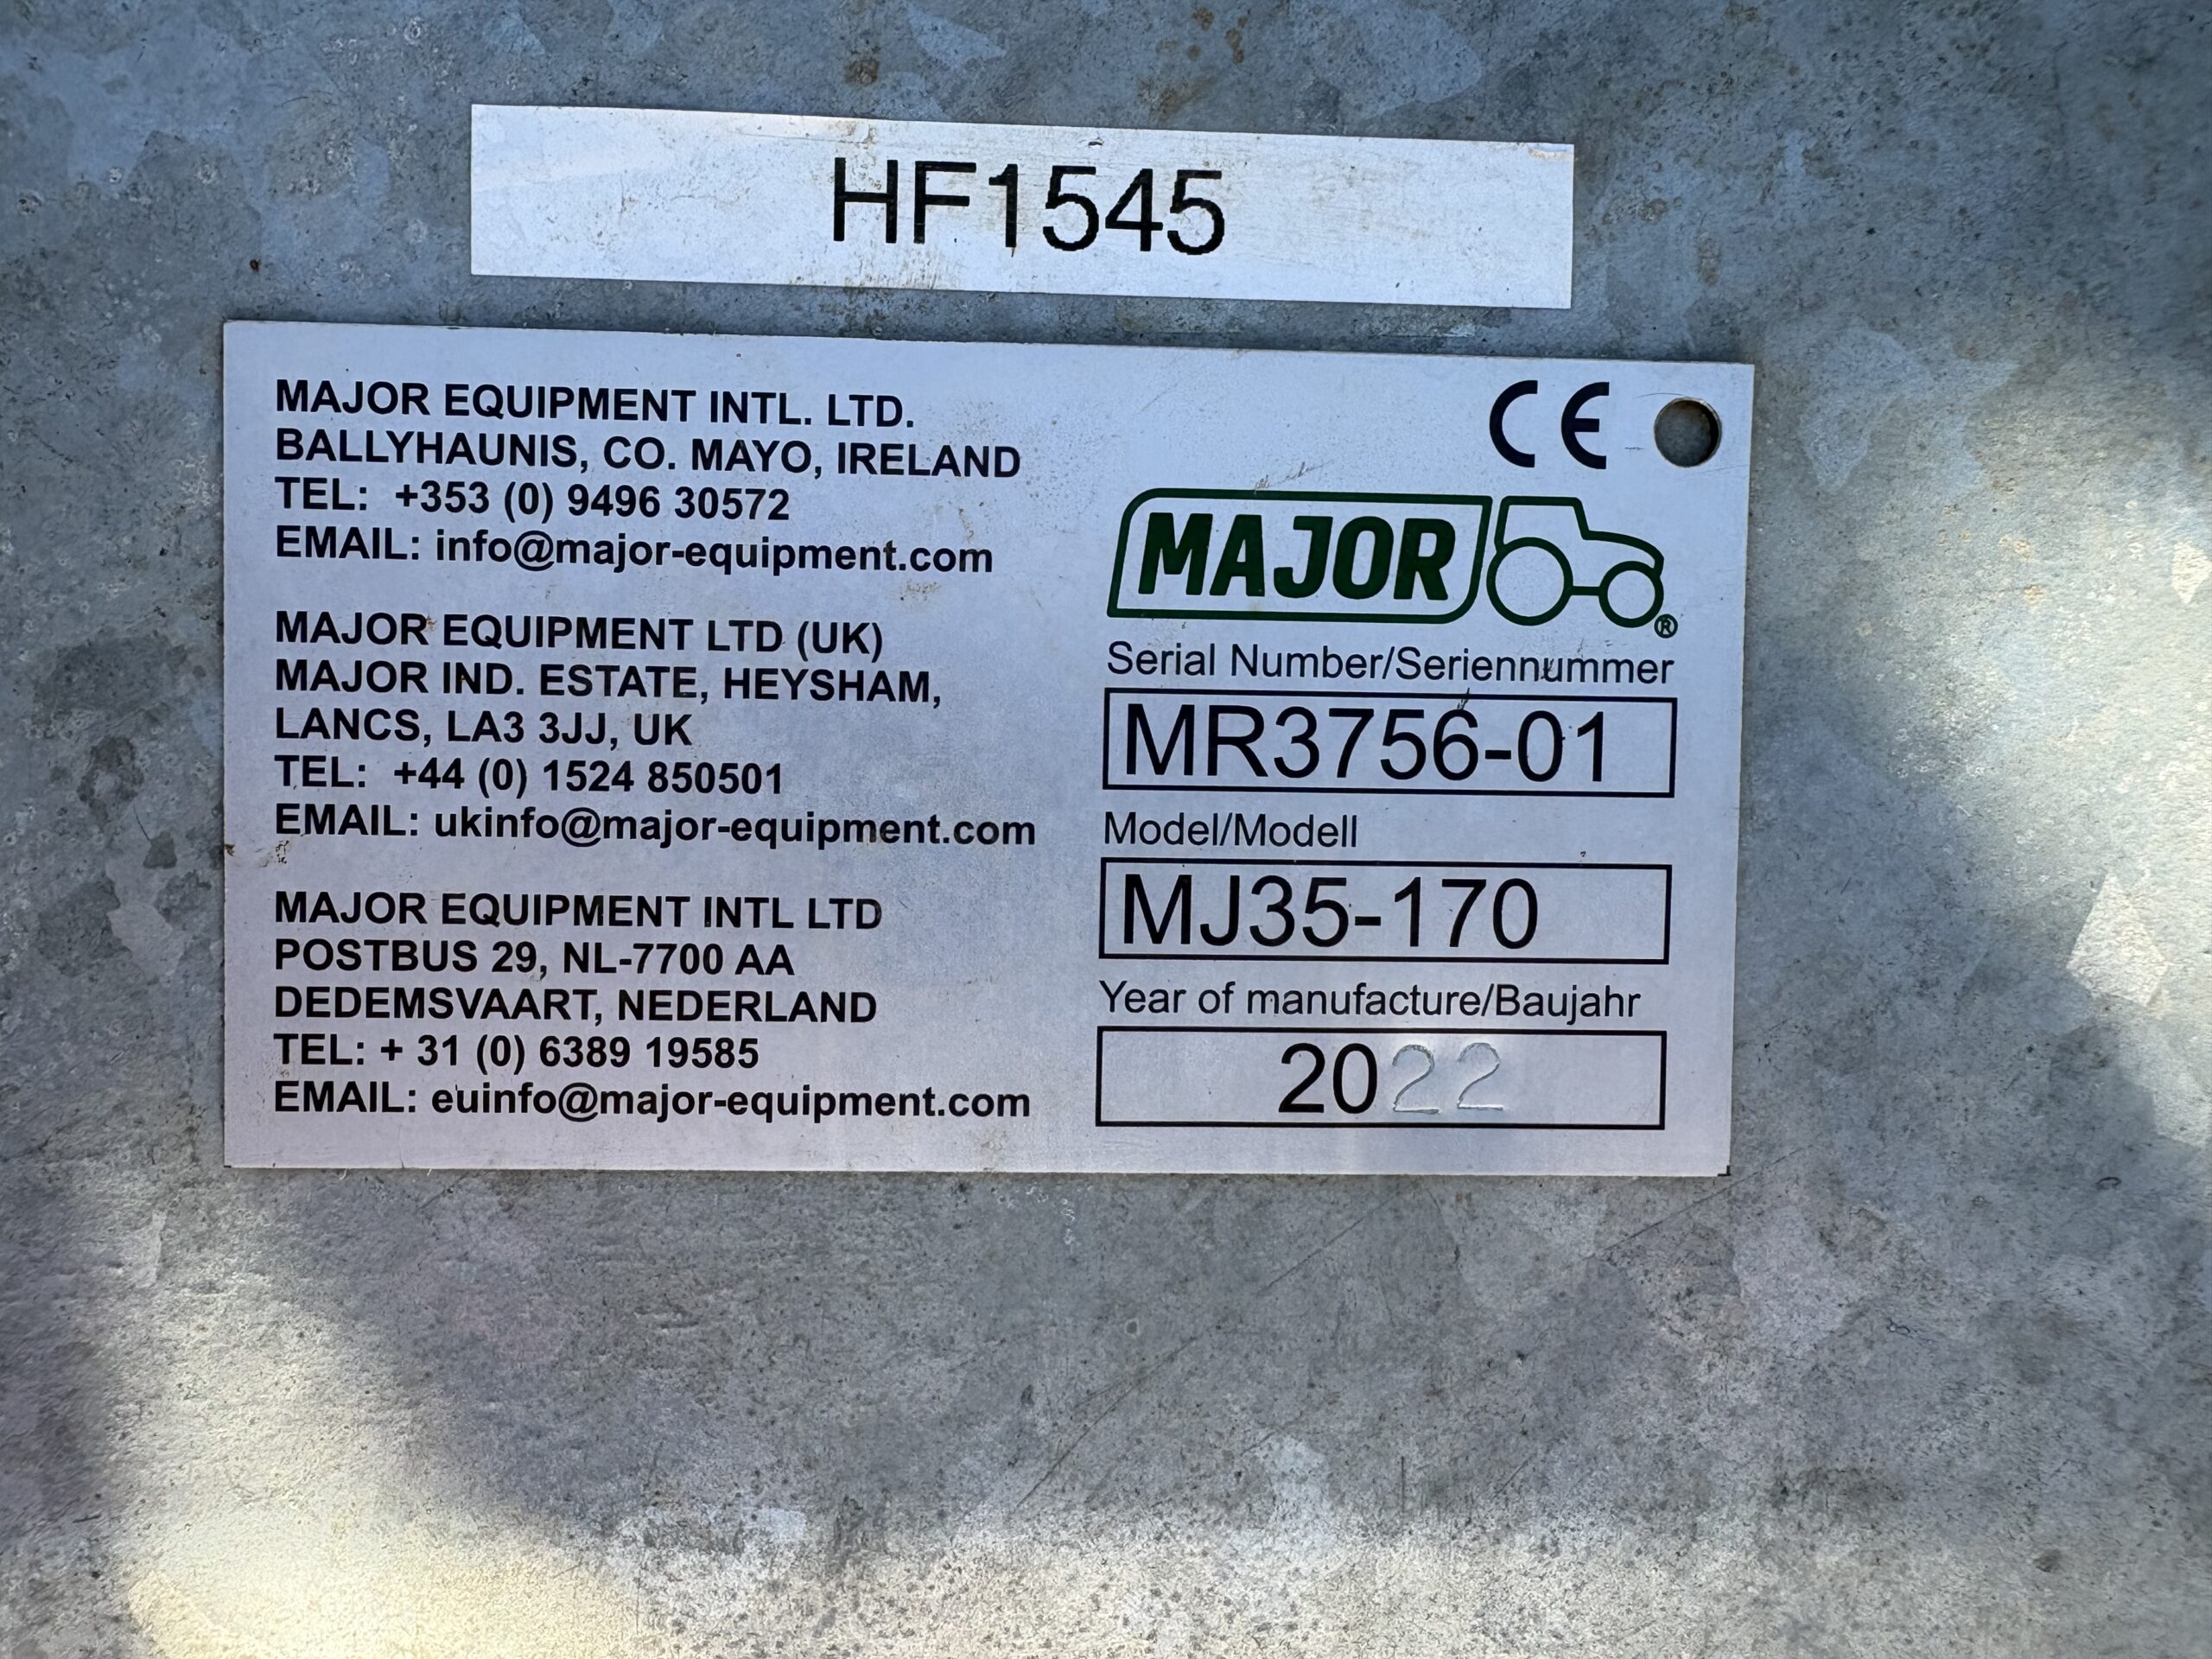 HF1545
MAJOR EQUIPMENT INTL. LTD.
BALLYHAUNIS, CO. MAYO, IRELAND
TEL: +353 (0) 9496 30572
EMAIL: info@major-equipment.com
MAJOR EQUIPMENT LTD (UK)
MAJOR IND. ESTATE, HEYSHAM,
LANCS, LA3 3JJ, UK
TEL: +44 (0) 1524 850501
EMAIL: ukinfo@major-equipment.com
MAJOR EQUIPMENT INTL LTD
POSTBUS 29, NL-7700 AA
DEDEMSVAART, NEDERLAND
TEL: + 31 (0) 6389 19585
EMAIL: euinfo@major-equipment.com
CE
MAJOR ®
Serial Number/Seriennummer
MR3756-01
Model/Modell
MJ35-170
Year of manufacture/Baujahr
2022